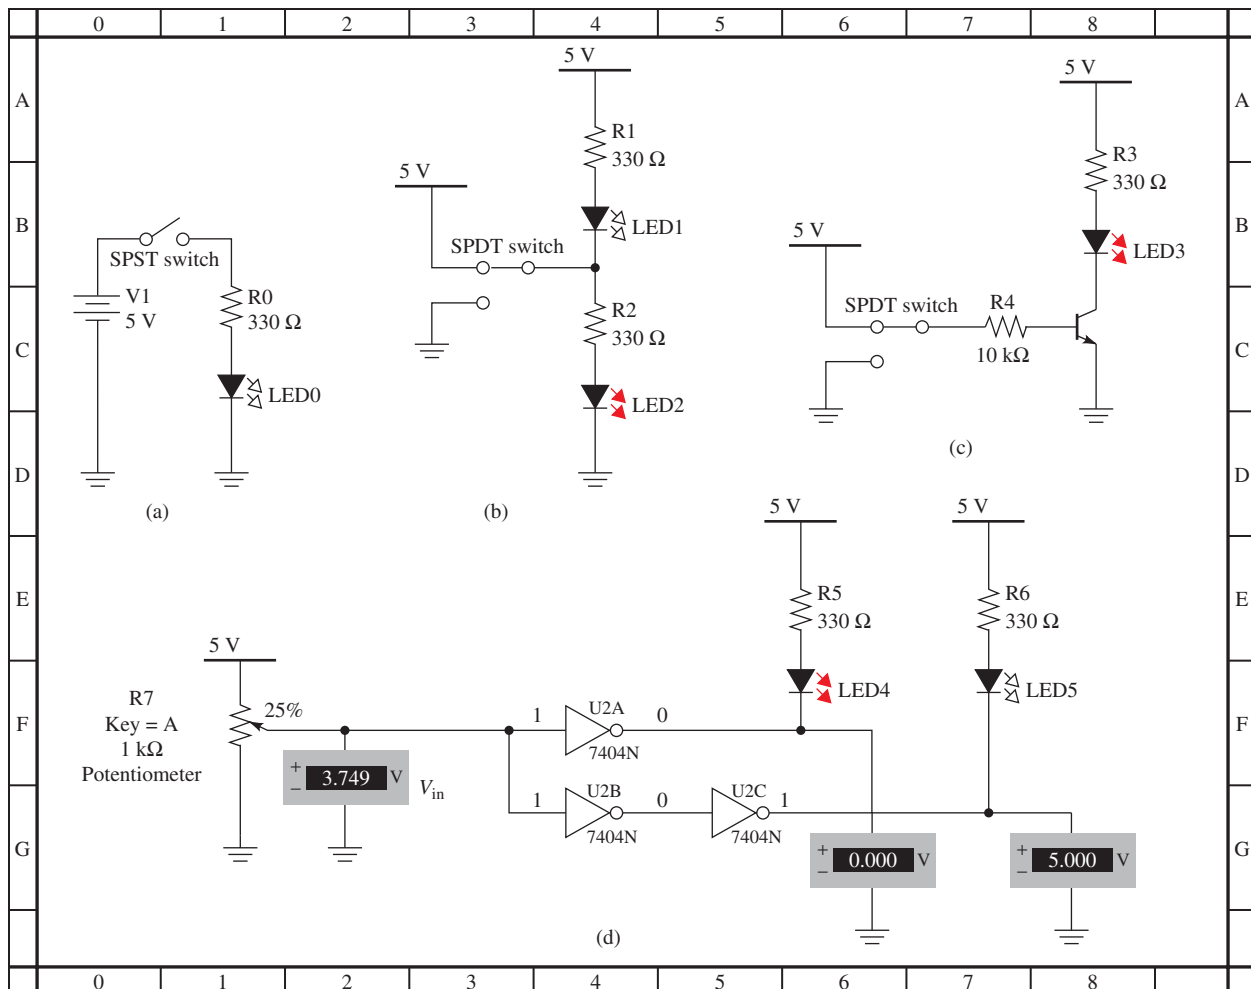 0 1 2 3 4 5 6 7 8
A
B
C
D
E
F
G
A
B
C
D
E
F
G
SPST switch
V1
5 V
R0
330 Ω
LED0
(a)
5 V
R1
330 Ω
5 V
LED1
SPDT switch
R2
330 Ω
LED2
(b)
5 V
R3
330 Ω
5 V
LED3
SPDT switch
R4
10 kΩ
(c)
5 V
5 V
R5
330 Ω
R6
330 Ω
5 V
R7
Key = A
1 kΩ
Potentiometer
25%
LED4
LED5
1
U2A
0
7404N
+
−
3.749
V
Vin
1
U2B
0
7404N
U2C
1
7404N
+
−
0.000
V
+
−
5.000
V
(d)
0 1 2 3 4 5 6 7 8